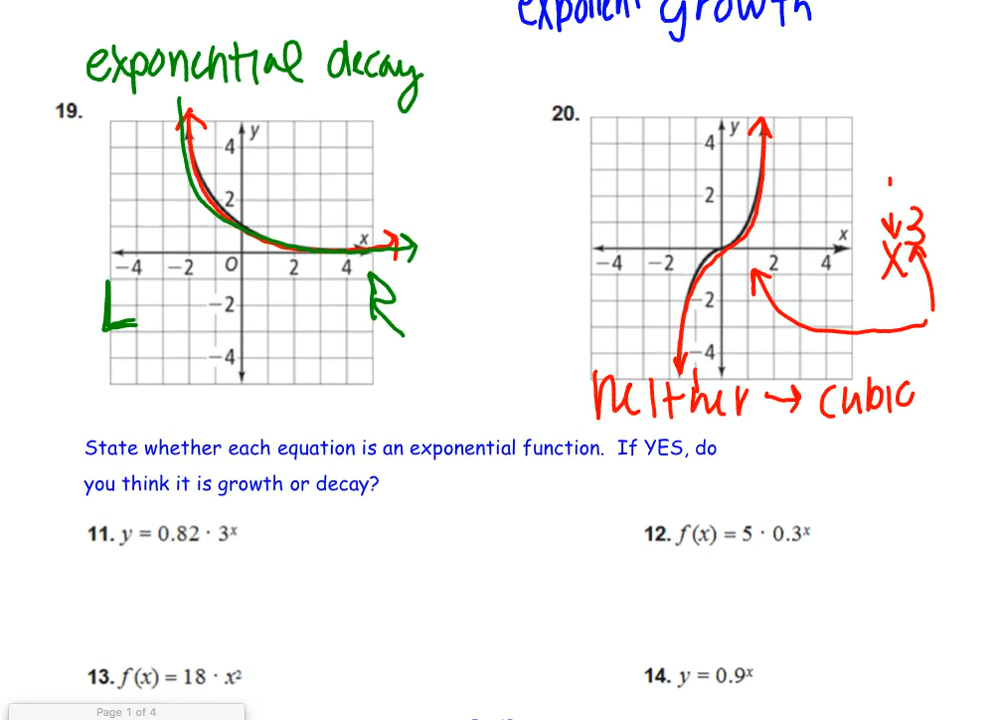 exponent growth
exponential decay
19.
20.
y
4
2
x
-4
-2
O
2
4
-2
-4
L
R
y
4
2
x
-4
-2
2
4
-2
-4
x3
neither → cubic
State whether each equation is an exponential function. If YES, do
you think it is growth or decay?
11. y = 0.82 · 3ˣ
12. f(x) = 5 · 0.3ˣ
13. f(x) = 18 · x²
14. y = 0.9ˣ
Page 1 of 4